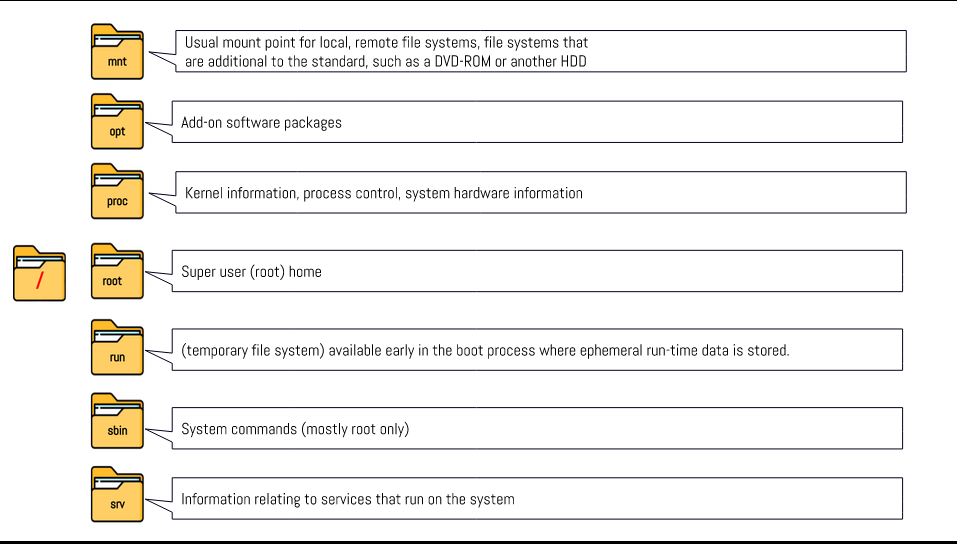 mnt
Usual mount point for local, remote file systems, file systems that
are additional to the standard, such as a DVD-ROM or another HDD
opt
Add-on software packages
proc
Kernel information, process control, system hardware information
/
root
Super user (root) home
run
(temporary file system) available early in the boot process where ephemeral run-time data is stored.
sbin
System commands (mostly root only)
srv
Information relating to services that run on the system